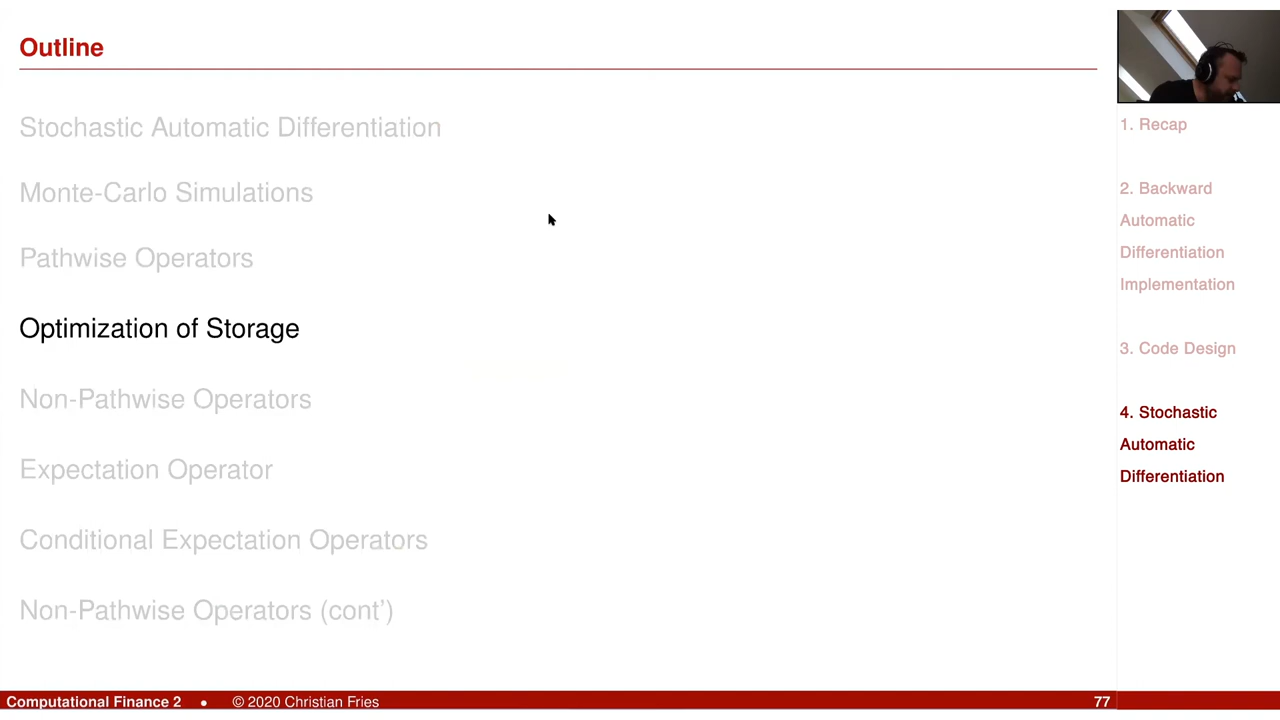 Outline
Stochastic Automatic Differentiation
Monte-Carlo Simulations
Pathwise Operators
Optimization of Storage
Non-Pathwise Operators
Expectation Operator
Conditional Expectation Operators
Non-Pathwise Operators (cont’)
1. Recap
2. Backward
Automatic
Differentiation
Implementation
3. Code Design
4. Stochastic
Automatic
Differentiation
Computational Finance 2 • © 2020 Christian Fries 77